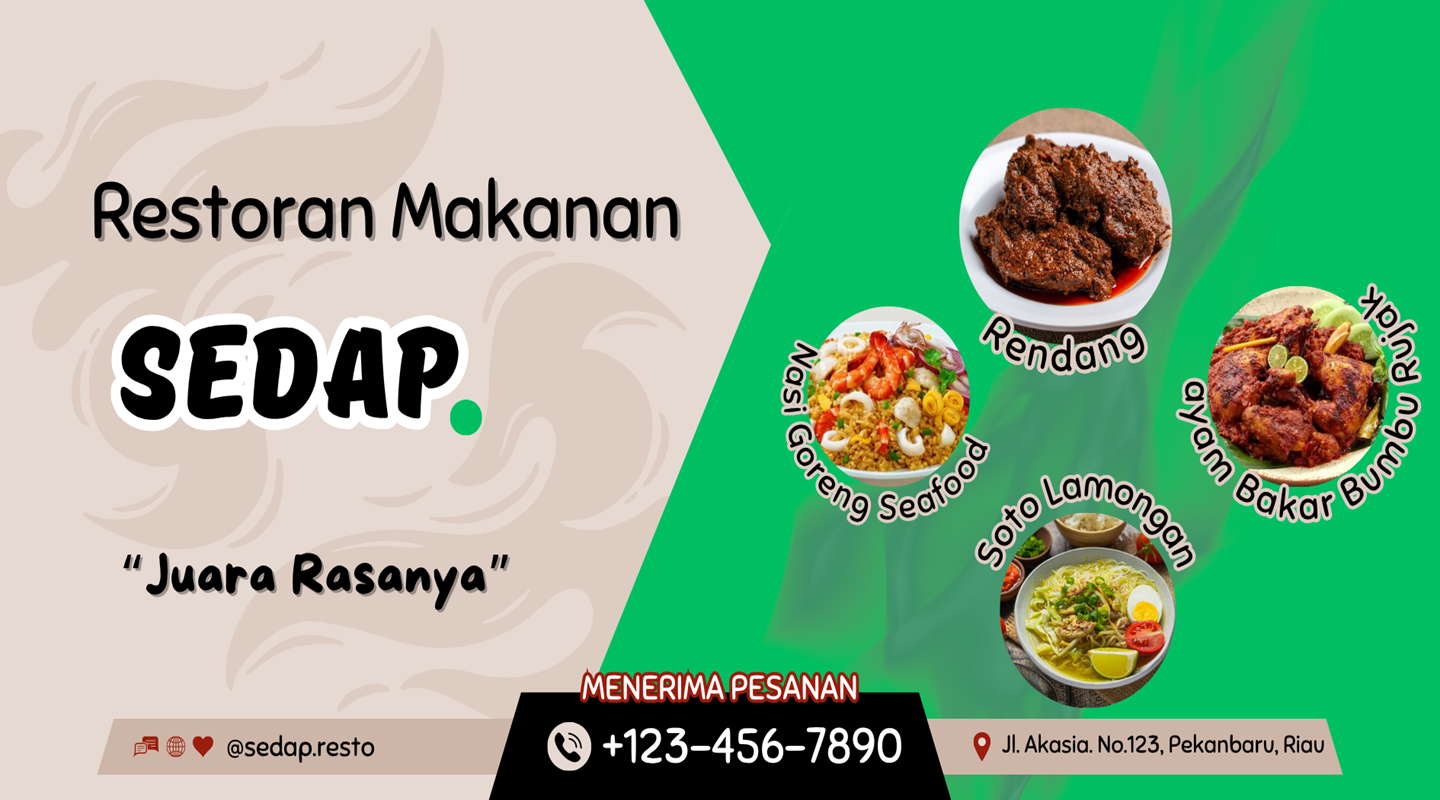 Restoran Makanan
SEDAP.
“Juara Rasanya”
Rendang
Nasi Goreng Seafood
ayam Bakar Bumbu Rujak
Soto Lamongan
MENERIMA PESANAN
@sedap.resto
+123-456-7890
Jl. Akasia. No.123, Pekanbaru, Riau